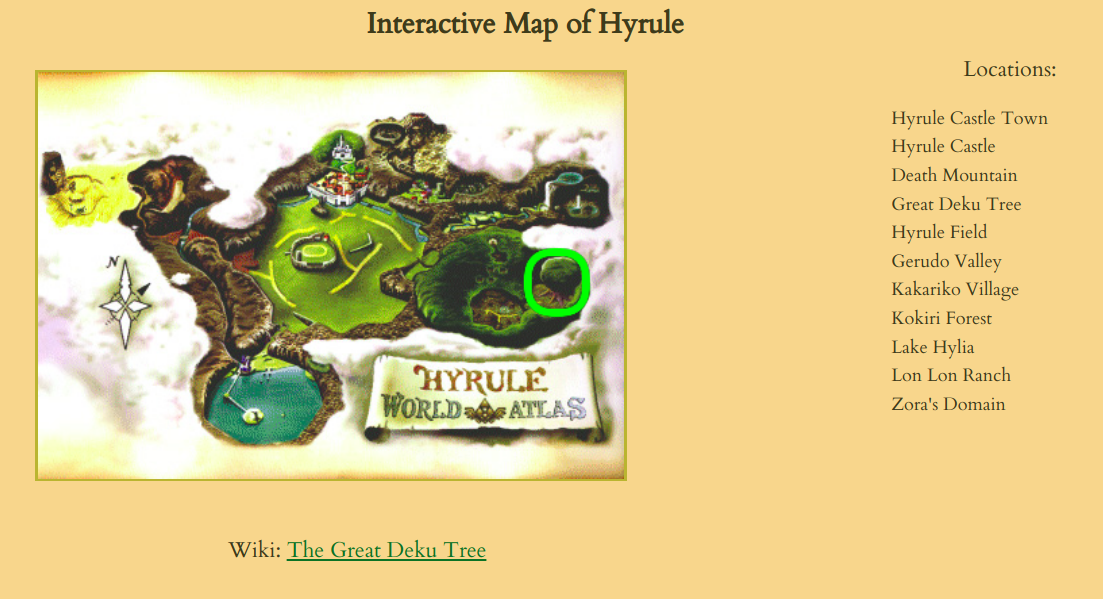 Interactive Map of Hyrule
Locations:
Hyrule Castle Town
Hyrule Castle
Death Mountain
Great Deku Tree
Hyrule Field
Gerudo Valley
Kakariko Village
Kokiri Forest
Lake Hylia
Lon Lon Ranch
Zora's Domain
N
HYRULE
WORLD ATLAS
Wiki: The Great Deku Tree